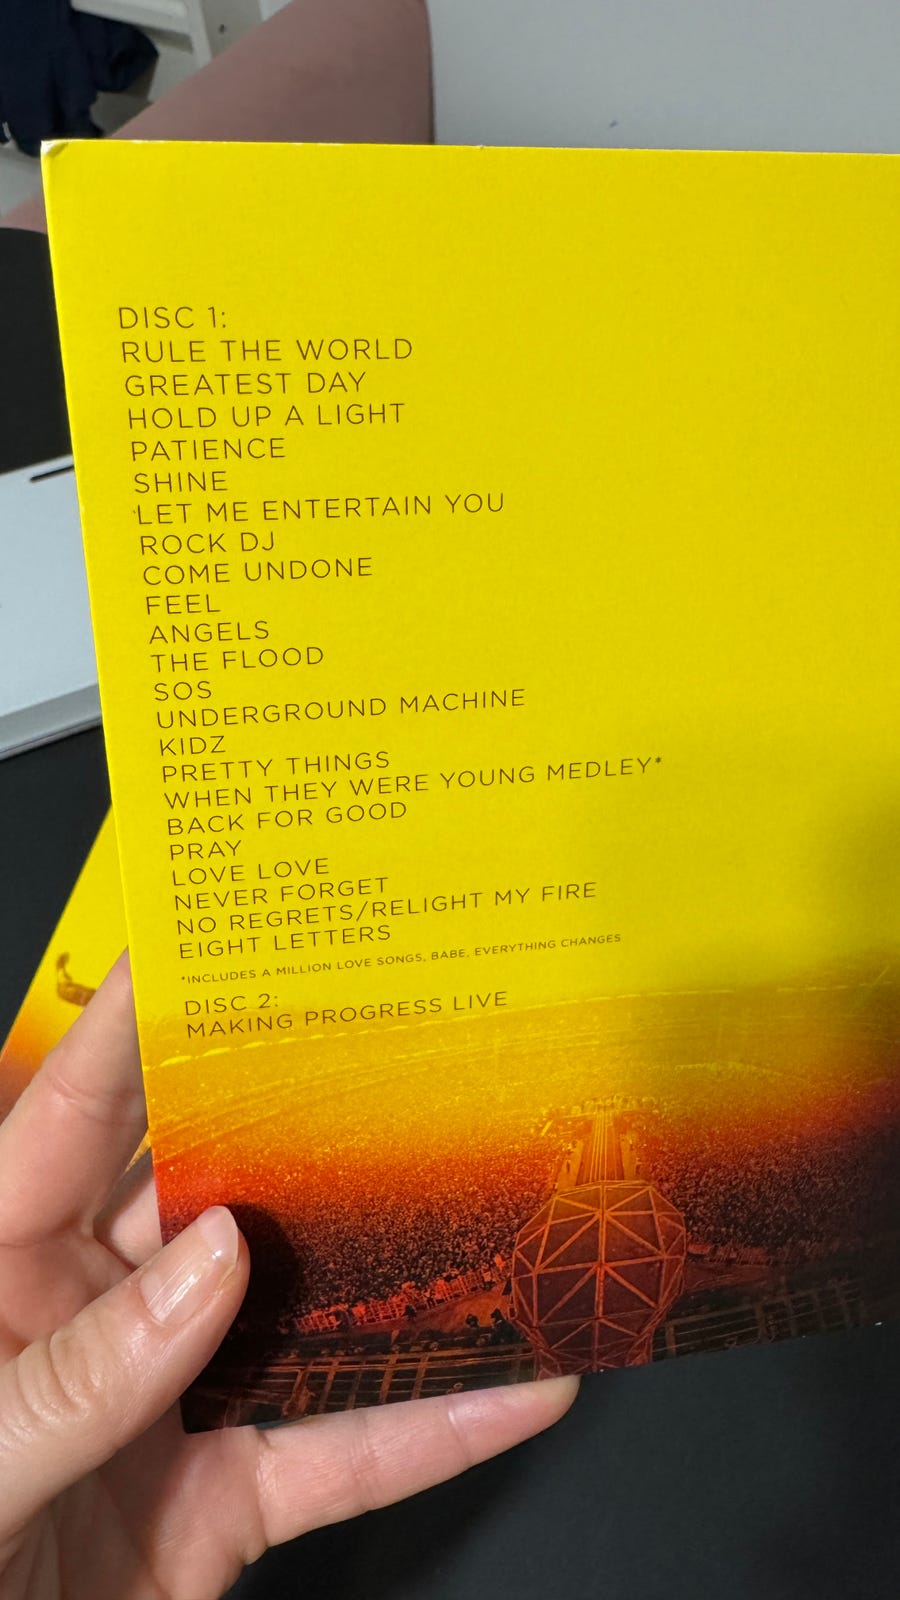 DISC 1:
RULE THE WORLD
GREATEST DAY
HOLD UP A LIGHT
PATIENCE
SHINE
LET ME ENTERTAIN YOU
ROCK DJ
COME UNDONE
FEEL
ANGELS
THE FLOOD
SOS
UNDERGROUND MACHINE
KIDZ
PRETTY THINGS
WHEN THEY WERE YOUNG MEDLEY*
BACK FOR GOOD
PRAY
LOVE LOVE
NEVER FORGET
NO REGRETS/RELIGHT MY FIRE
EIGHT LETTERS
*INCLUDES A MILLION LOVE SONGS, BABE, EVERYTHING CHANGES
DISC 2:
MAKING PROGRESS LIVE